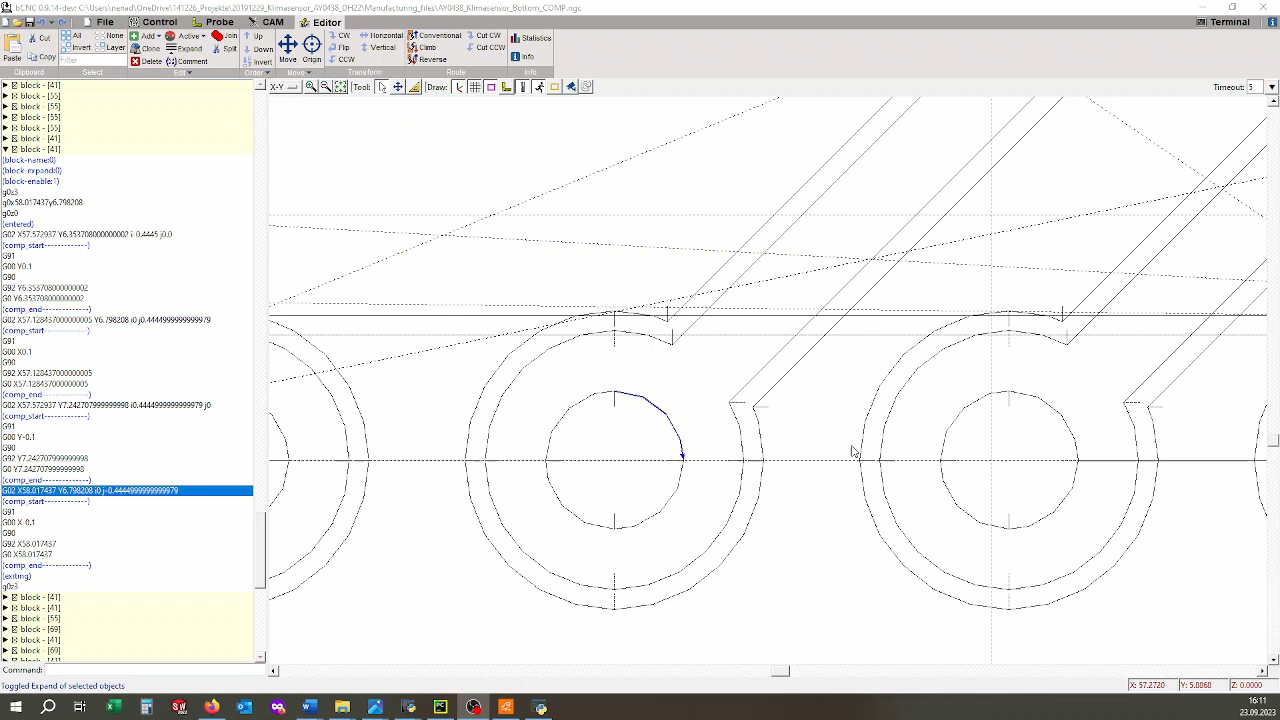 bCNC 0.9.14-dev: C:\Users\nenad\OneDrive\141226_Projekte\20191229_Klimasensor_AY0438_DH22\Manufacturing_files\AY0438_Klimasensor_Bottom_COMP.ngc
File Control Probe CAM Editor Terminal
Paste Cut Copy Clipboard
All None Invert Layer Filter Select
Add Active Join Clone Expand Split Delete Comment Edit
Up Down Invert Order
Move Origin Move
CW Horizontal Flip Vertical CCW Transform
Conventional Cut CW Climb Cut CCW Reverse Route
Statistics Info Info
X-Y Tool: Draw: Timeout: 5
block - [41]
block - [55]
block - [55]
block - [55]
block - [55]
block - [41]
block - [41]
(block-name:0)
(block-expand:0)
(block-enable:1)
g0z3
g0x58.017437y6.798208
g0z0
(entered)
G02 X57.572937 Y6.353708000000002 i-0.4445 j0.0
(comp_start-------------)
G91
G00 Y0.1
G90
G92 Y6.353708000000002
G0 Y6.353708000000002
(comp_end-------------)
G02 X57.128437000000005 Y6.798208 i0 j0.4444999999999979
(comp_start-------------)
G91
G00 X0.1
G90
G92 X57.128437000000005
G0 X57.128437000000005
(comp_end-------------)
G02 X57.572937 Y7.242707999999998 i0.4444999999999979 j0
(comp_start-------------)
G91
G00 Y-0.1
G90
G92 Y7.242707999999998
G0 Y7.242707999999998
(comp_end-------------)
G02 X58.017437 Y6.798208 i0 j-0.4444999999999979
(comp_start-------------)
G91
G00 X-0.1
G90
G92 X58.017437
G0 X58.017437
(comp_end-------------)
(exiting)
g0z3
block - [41]
block - [41]
block - [55]
block - [69]
block - [41]
block - [69]
Command:
Toggled Expand of selected objects X: 57.2720 Y: 5.8868 Z: 0.0000
16:11
23.09.2023